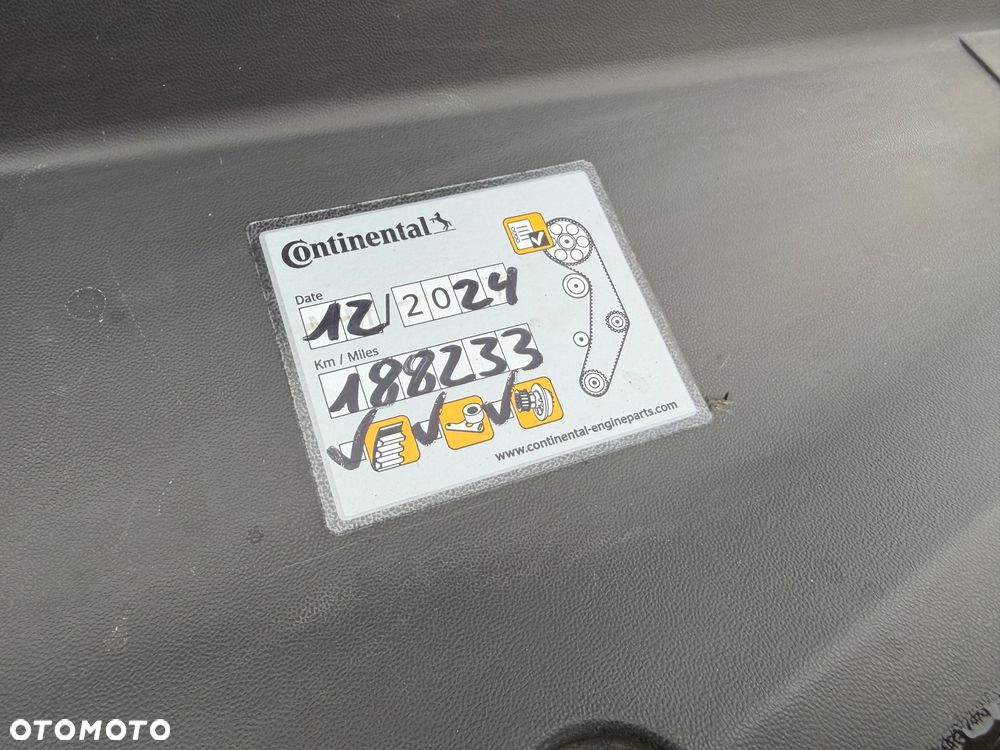 Continental
Date
12/2024
Km / Miles
188233
www.continental-engineparts.com
OTOMOTO